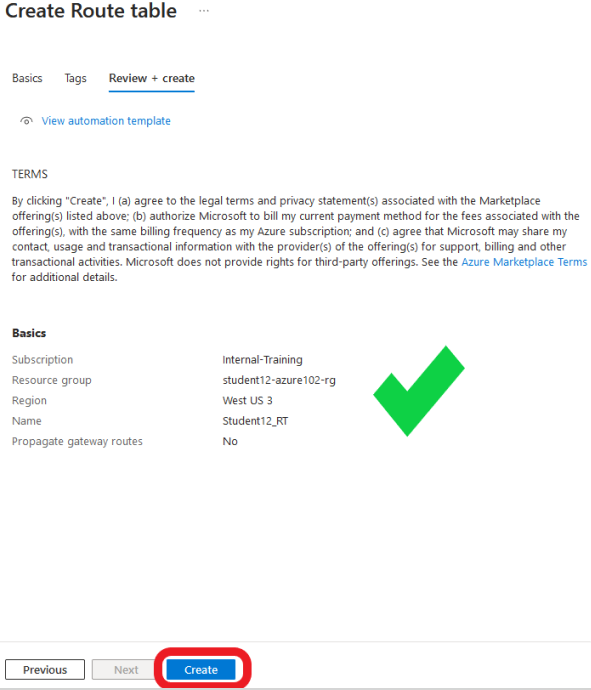 Create Route table ...
Basics Tags Review + create
View automation template
TERMS
By clicking "Create", I (a) agree to the legal terms and privacy statement(s) associated with the Marketplace
offering(s) listed above; (b) authorize Microsoft to bill my current payment method for the fees associated with the
offering(s), with the same billing frequency as my Azure subscription; and (c) agree that Microsoft may share my
contact, usage and transactional information with the provider(s) of the offering(s) for support, billing and other
transactional activities. Microsoft does not provide rights for third-party offerings. See the Azure Marketplace Terms
for additional details.
Basics
Subscription Internal-Training
Resource group student12-azure102-rg
Region West US 3
Name Student12_RT
Propagate gateway routes No
Previous Next Create